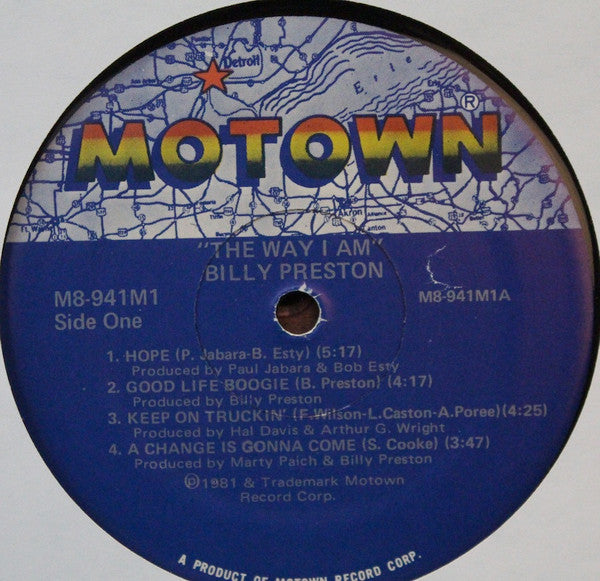 Detroit
Erie
MOTOWN®
Akron
"THE WAY I AM"
BILLY PRESTON
M8-941M1
Side One
M8-941M1A
1. HOPE (P. Jabara-B. Esty) (5:17)
Produced by Paul Jabara & Bob Esty
2. GOOD LIFE BOOGIE (B. Preston) (4:17)
Produced by Billy Preston
3. KEEP ON TRUCKIN' (F. Wilson-L. Caston-A. Poree)(4:25)
Produced by Hal Davis & Arthur G. Wright
4. A CHANGE IS GONNA COME (S. Cooke) (3:47)
Produced by Marty Paich & Billy Preston
℗1981 & Trademark Motown
Record Corp.
A PRODUCT OF MOTOWN RECORD CORP.